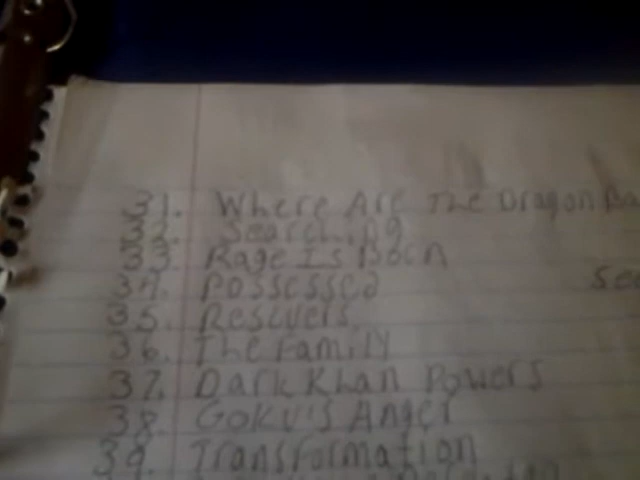 31. Where Are The Dragon Ba
32. Searching
33. Rage Is Born
34. Possessed
35. Rescuers
36. The Family
37. Dark Khan Powers
38. Goku's Anger
39. Transformation